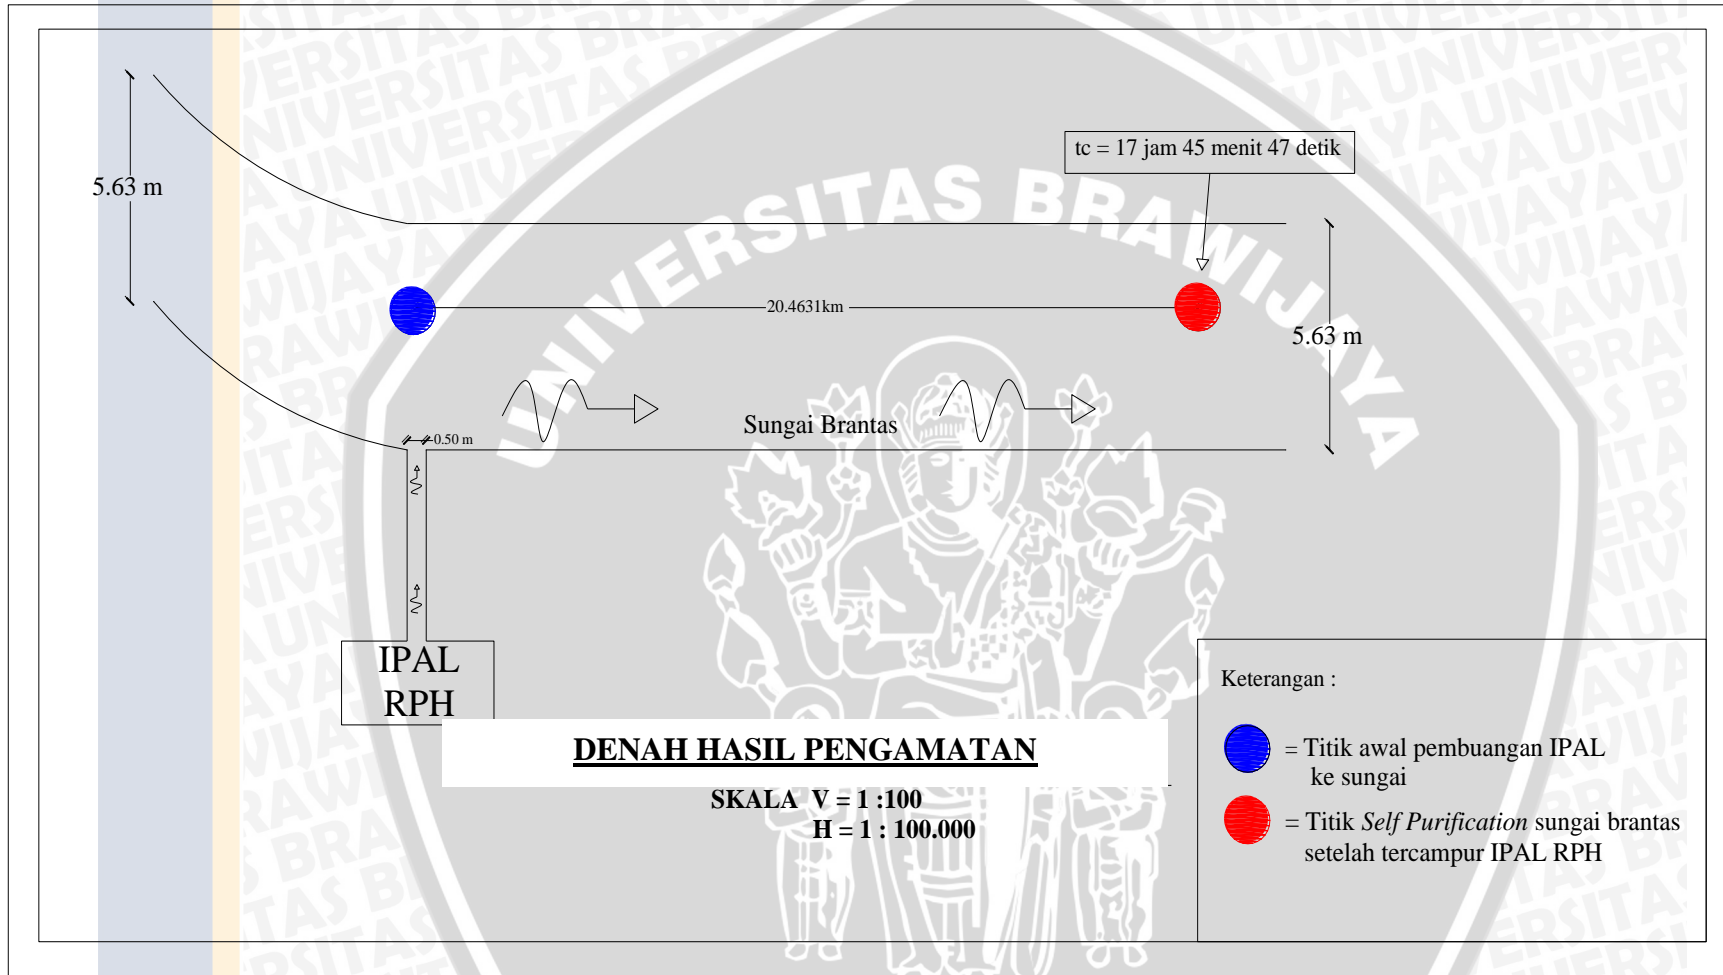 tc = 17 jam 45 menit 47 detik
5.63 m
UNIVERSITAS BRAWIJAYA
20.4631km
5.63 m
Sungai Brantas
0.50 m
IPAL
RPH
DENAH HASIL PENGAMATAN
SKALA V = 1 :100
H = 1 : 100.000
Keterangan :
= Titik awal pembuangan IPAL
ke sungai
= Titik Self Purification sungai brantas
setelah tercampur IPAL RPH